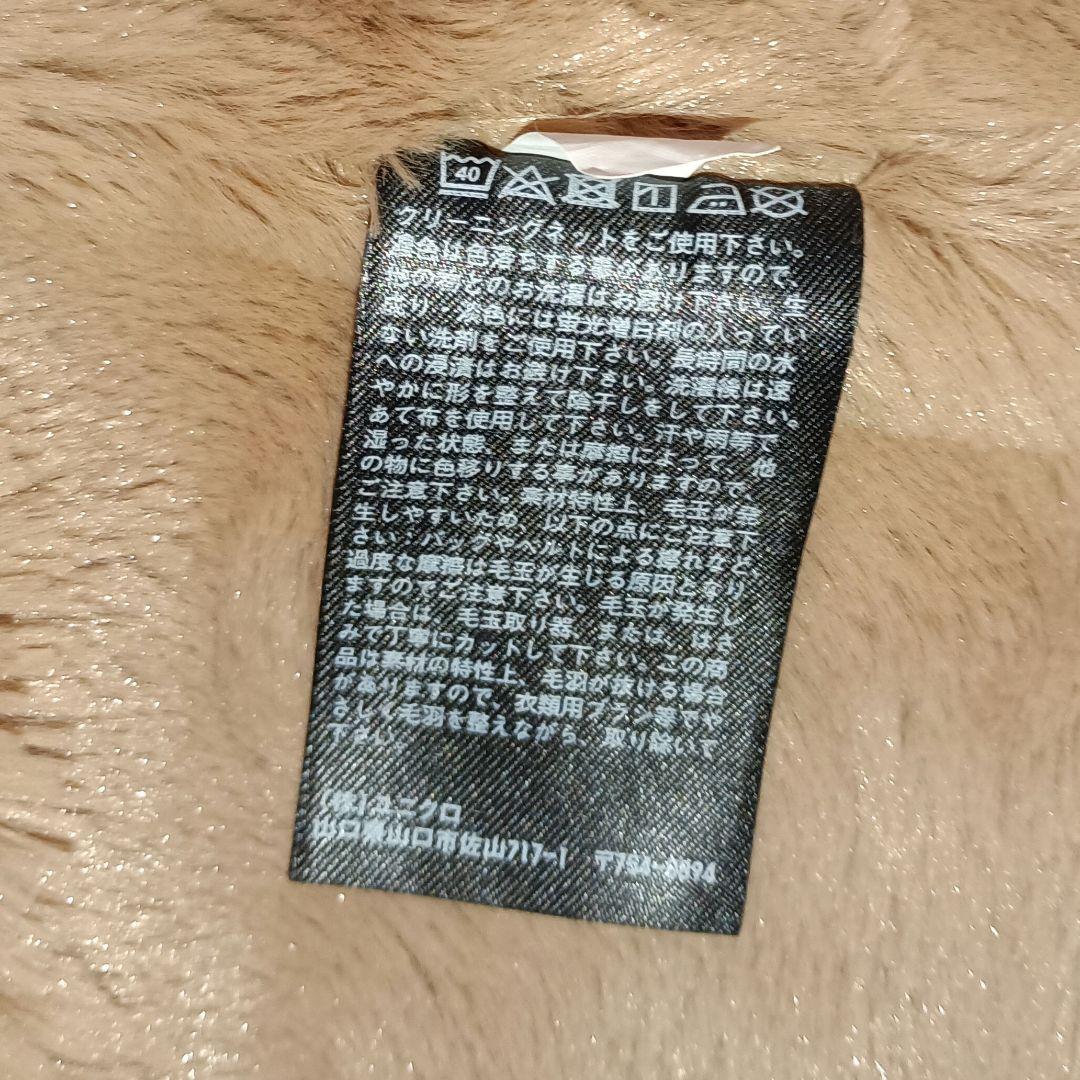 40
クリーニングネットをご使用下さい。
濃色は色落ちする事がありますので、
他の物とのお洗濯はお避け下さい。生
成り、淡色には蛍光増白剤の入ってい
ない洗剤をご使用下さい。長時間の水
への浸漬はお避け下さい。洗濯後は速
やかに形を整えて陰干しをして下さい。
あて布を使用して下さい。汗や雨等で
湿った状態、または摩擦によって、他
の物に色移りする事がありますので、
ご注意下さい。素材特性上、毛玉が発
生しやすいため、以下の点にご注意下
さい:バッグやベルトによる擦れなど、
過度な摩擦は毛玉が生じる原因となり
ますのでご注意下さい。毛玉が発生し
た場合は、毛玉取り器、または、はさ
みで丁寧にカットして下さい。この商
品は素材の特性上、毛羽が抜ける場合
がありますので、衣類用ブラシ等でや
さしく毛羽を整えながら、取り除いて
下さい。
(株)ユニクロ
山口県山口市佐山717-1 〒754-0894